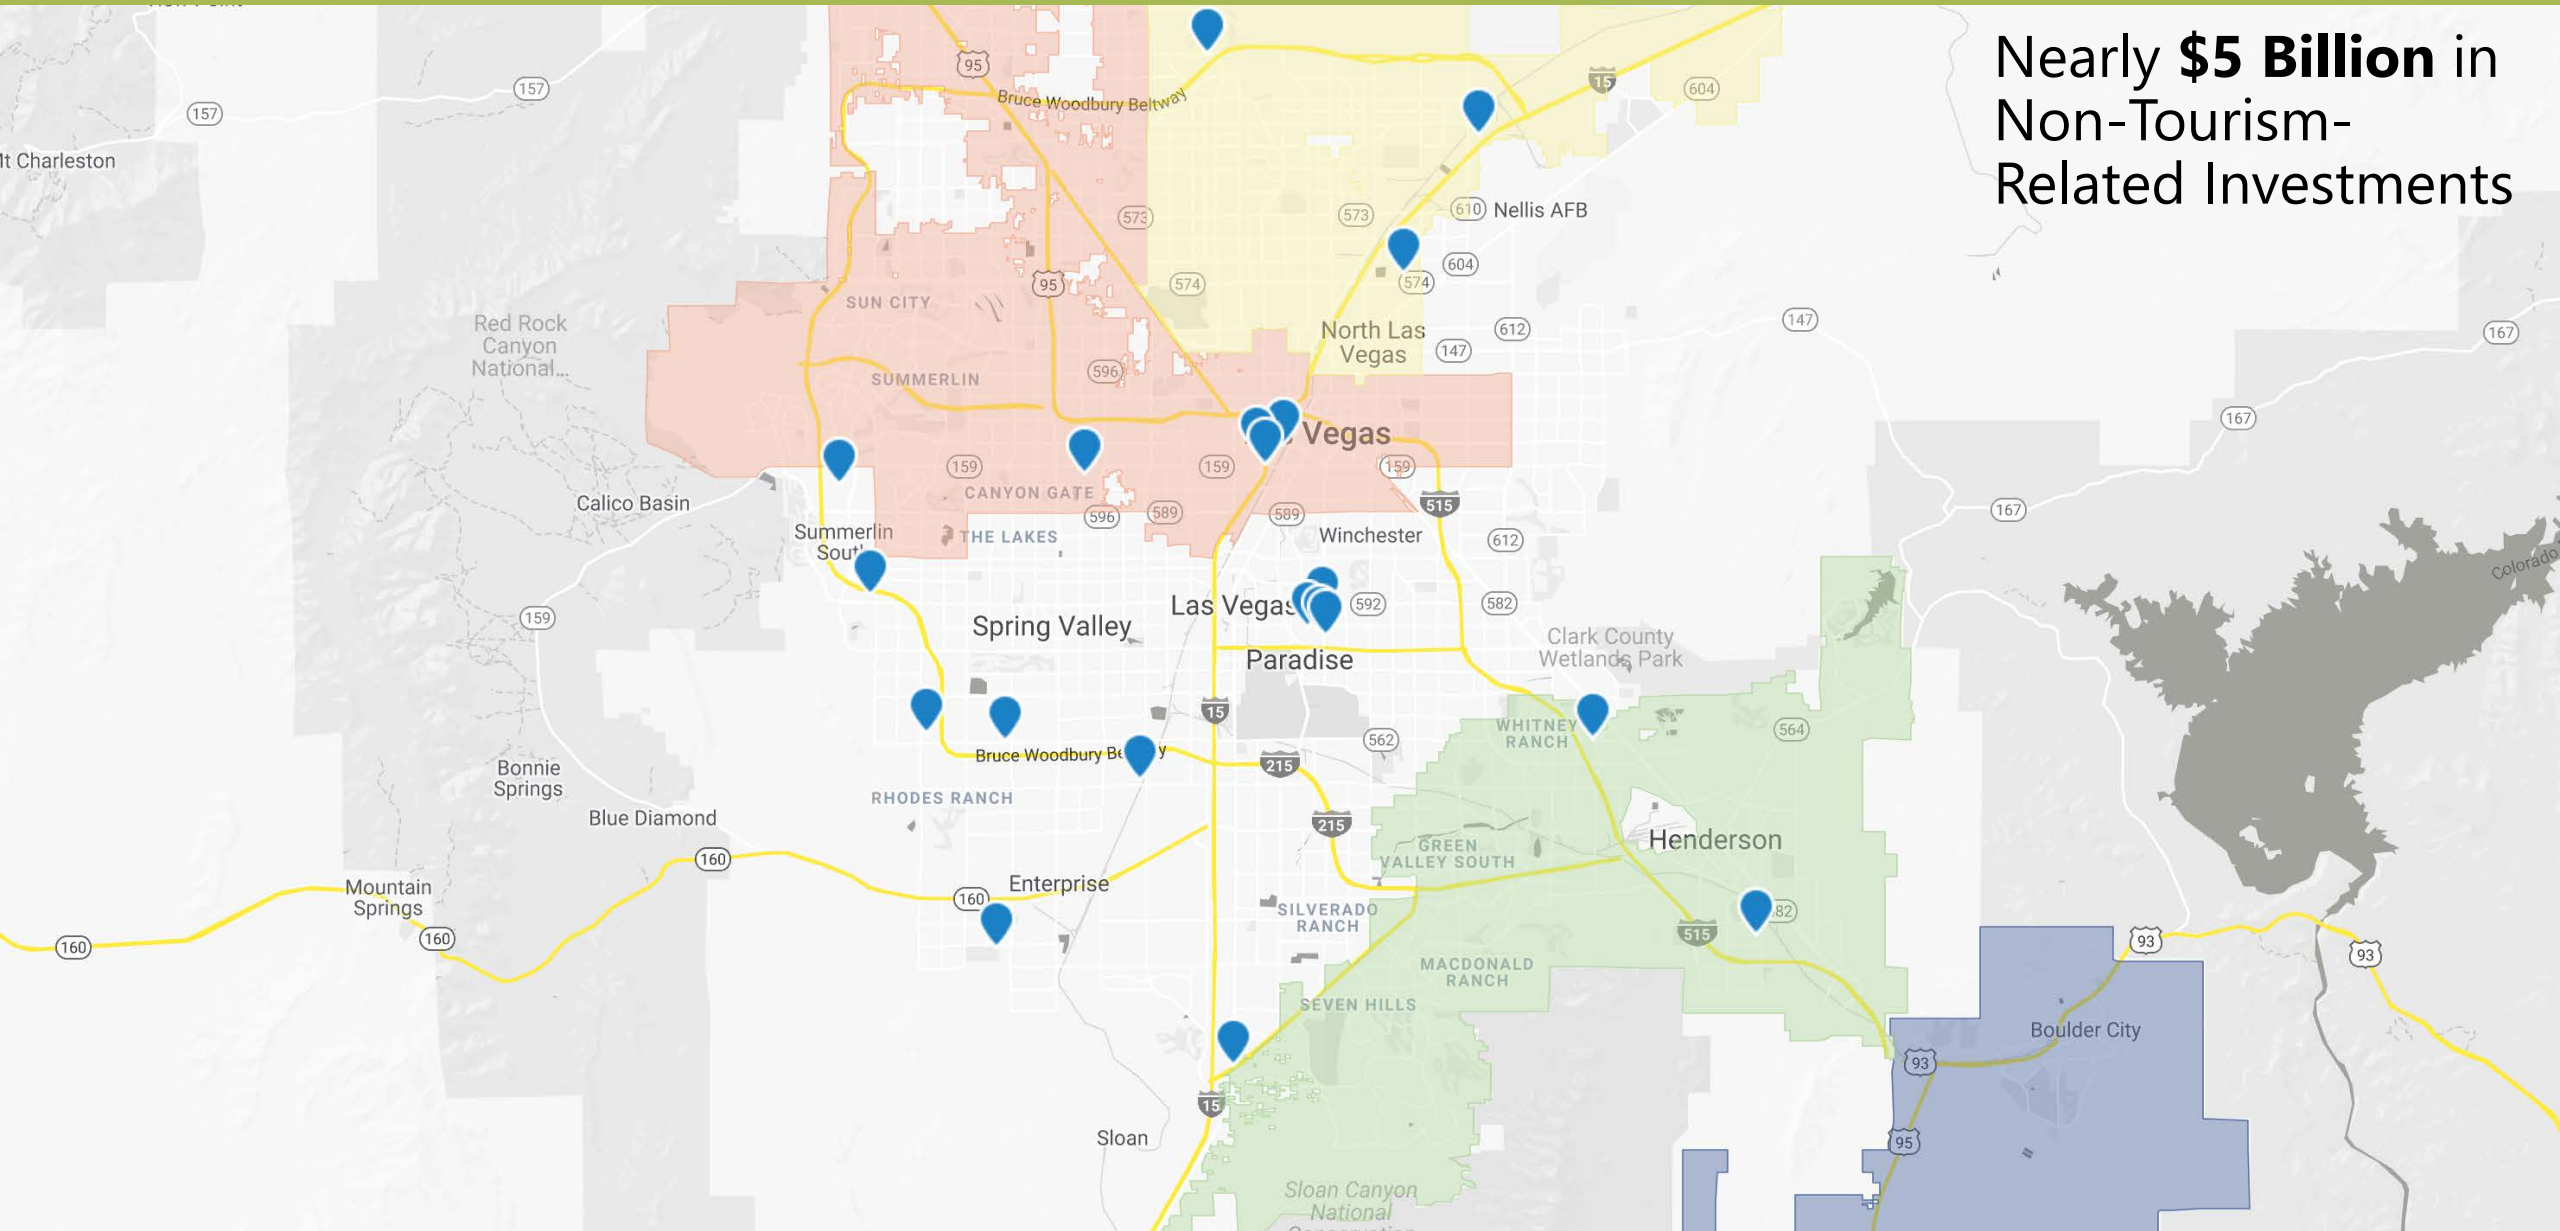 Nearly $5 Billion in
Non-Tourism-
Related Investments
95
15
604
157
157
Bruce Woodbury Beltway
Mt Charleston
573
573
610
Nellis AFB
604
574
574
95
SUN CITY
147
612
167
Red Rock
Canyon
National...
North Las
Vegas
147
596
SUMMERLIN
167
Vegas
159
159
159
CANYON GATE
Calico Basin
515
167
596
589
589
Summerlin
South
THE LAKES
Winchester
612
Colorado
159
Spring Valley
Las Vegas
592
582
Clark County
Wetlands Park
Paradise
15
WHITNEY
RANCH
564
562
Bruce Woodbury Be
y
215
Bonnie
Springs
RHODES RANCH
Blue Diamond
215
Henderson
GREEN
VALLEY SOUTH
160
Mountain
Springs
Enterprise
160
SILVERADO
RANCH
82
515
160
160
93
93
MACDONALD
RANCH
SEVEN HILLS
Boulder City
93
15
Sloan
95
Sloan Canyon
National